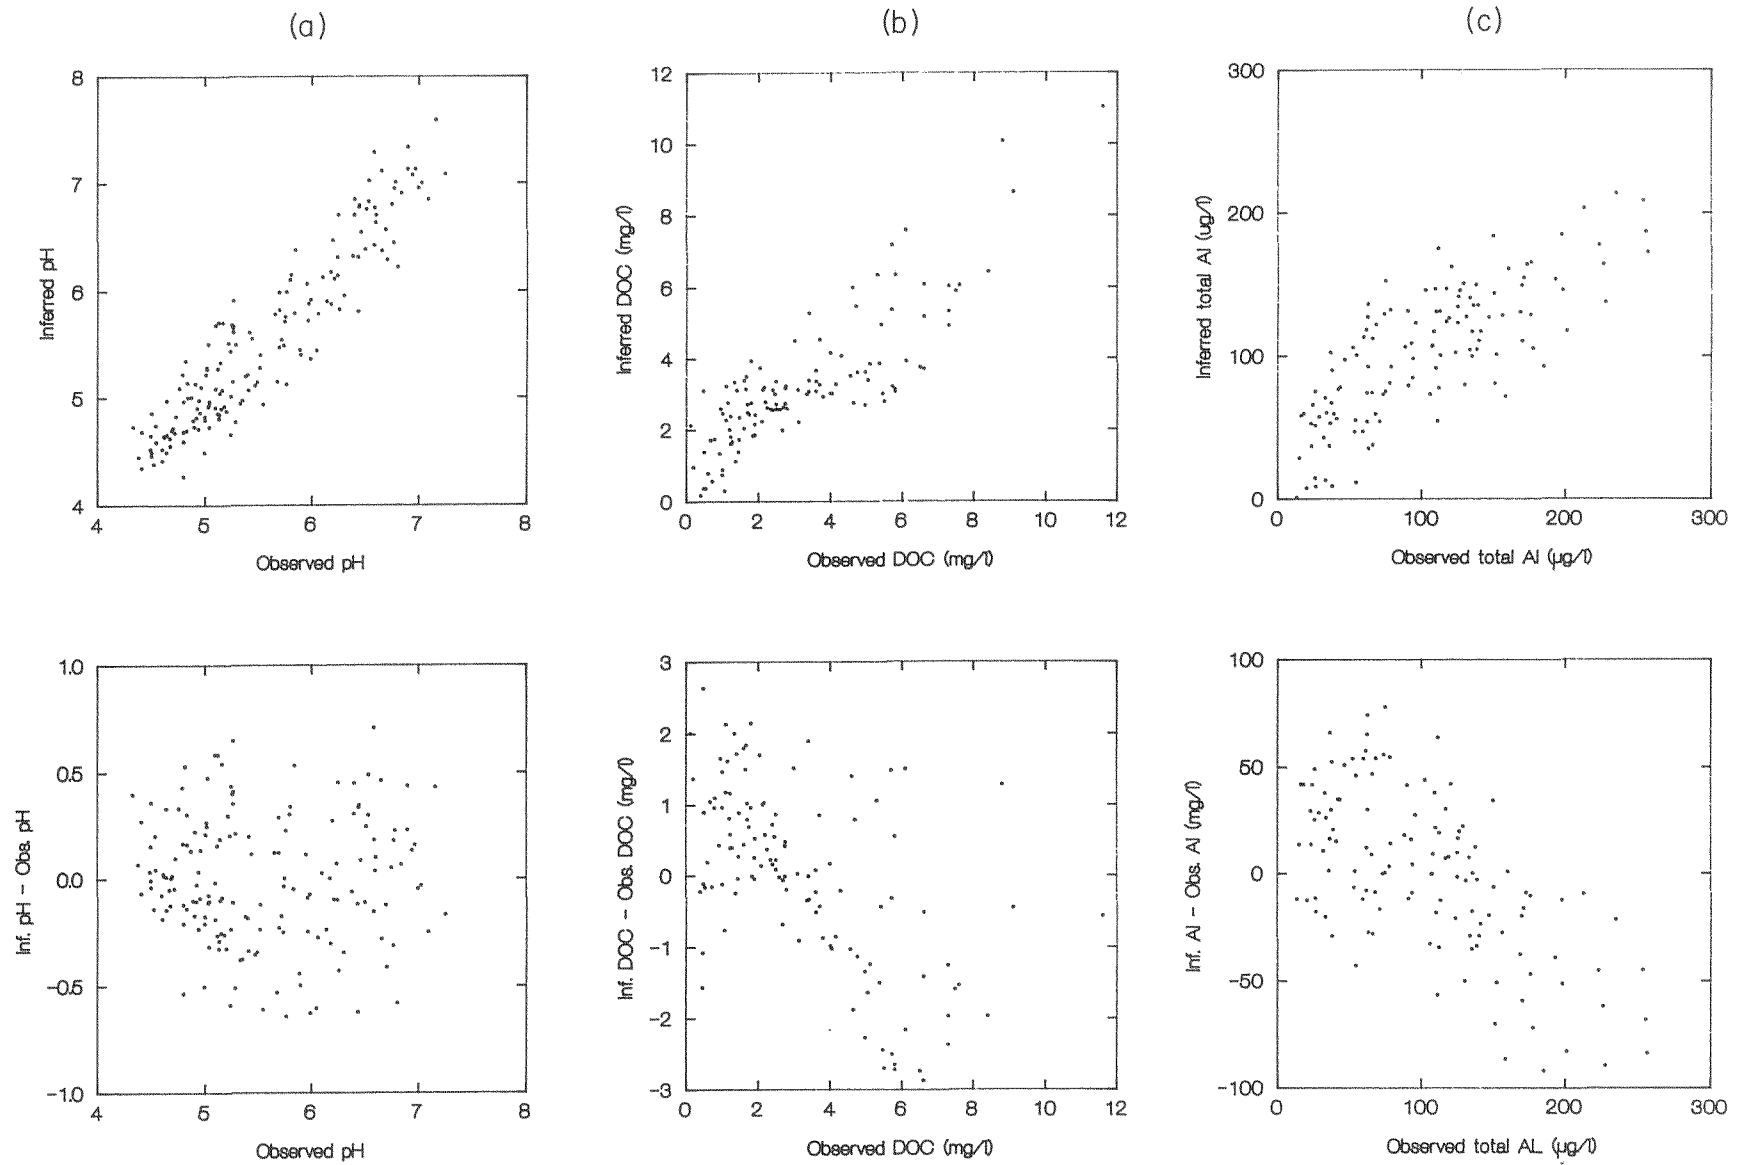 (a)
(b)
(c)
8
7
6
5
4
Inferred pH
4 5 6 7 8
Observed pH
12
10
8
6
4
2
0
Inferred DOC (mg/l)
0 2 4 6 8 10 12
Observed DOC (mg/l)
300
200
100
0
Inferred total Al (ug/l)
0 100 200 300
Observed total Al (µg/l)
1.0
0.5
0.0
-0.5
-1.0
Inf. pH - Obs. pH
4 5 6 7 8
Observed pH
3
2
1
0
-1
-2
-3
Inf. DOC - Obs. DOC (mg/l)
0 2 4 6 8 10 12
Observed DOC (mg/l)
100
50
0
-50
-100
Inf. Al - Obs. Al (mg/l)
0 100 200 300
Observed total AL (µg/l)